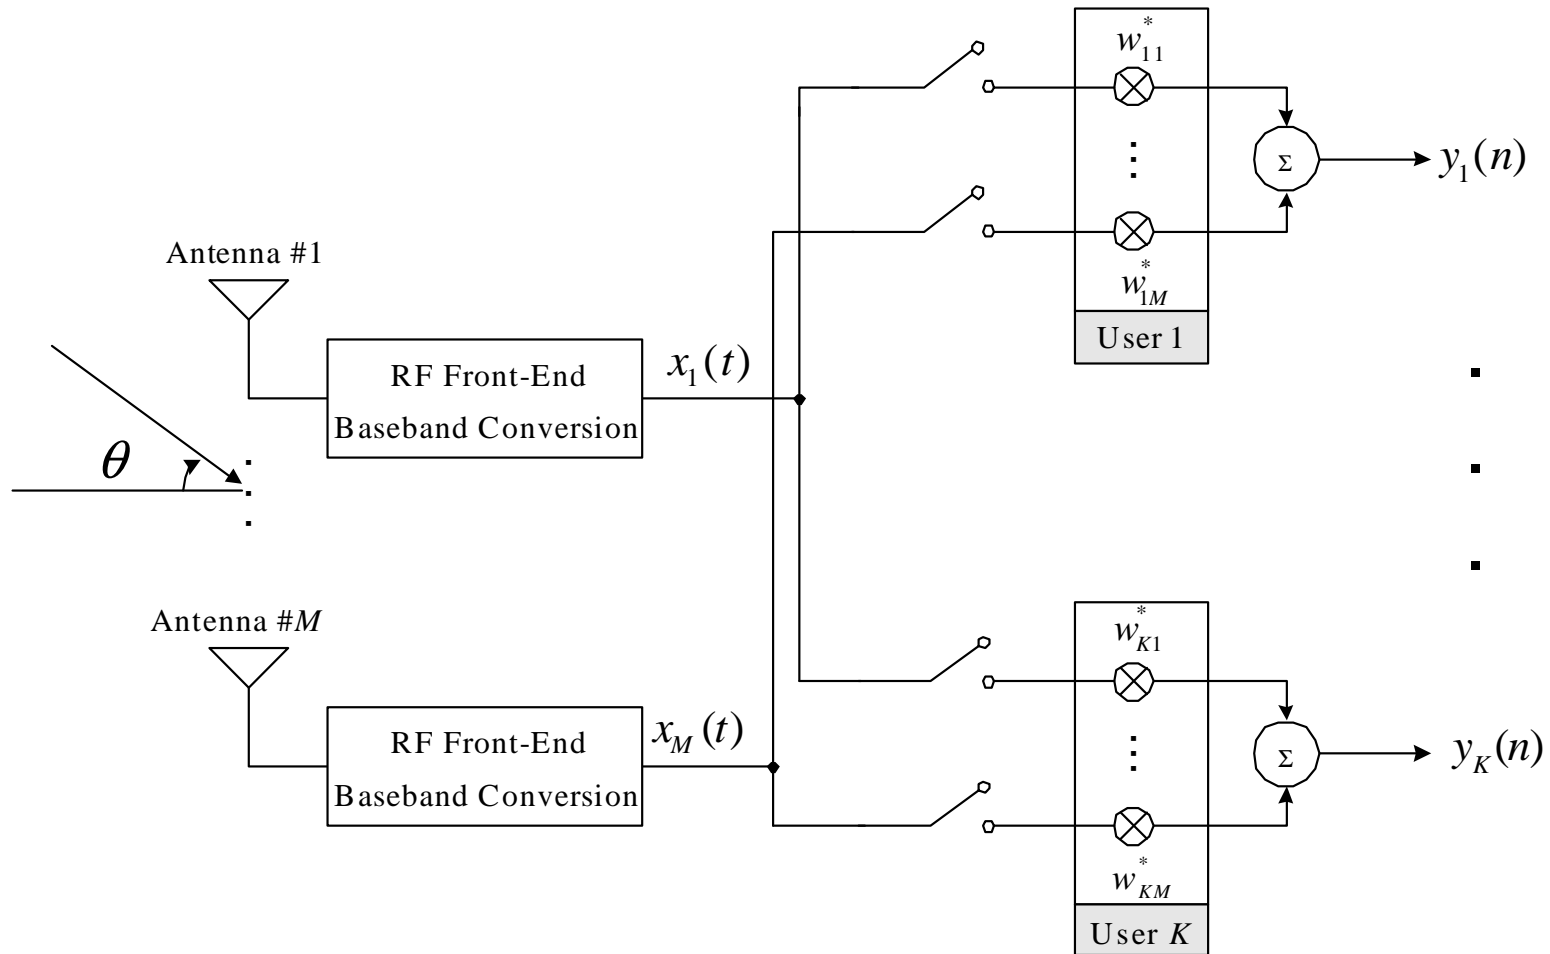 w*11
Σ
y1(n)
w*1M
User 1
Antenna #1
RF Front-End
Baseband Conversion
x1(t)
θ
Antenna #M
RF Front-End
Baseband Conversion
xM(t)
w*K1
Σ
yK(n)
w*KM
User K